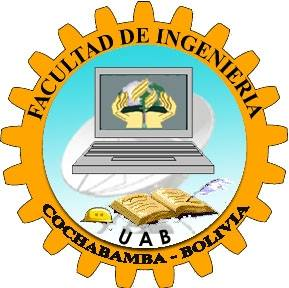 FACULTAD DE INGENIERIA
UAB
COCHABAMBA - BOLIVIA